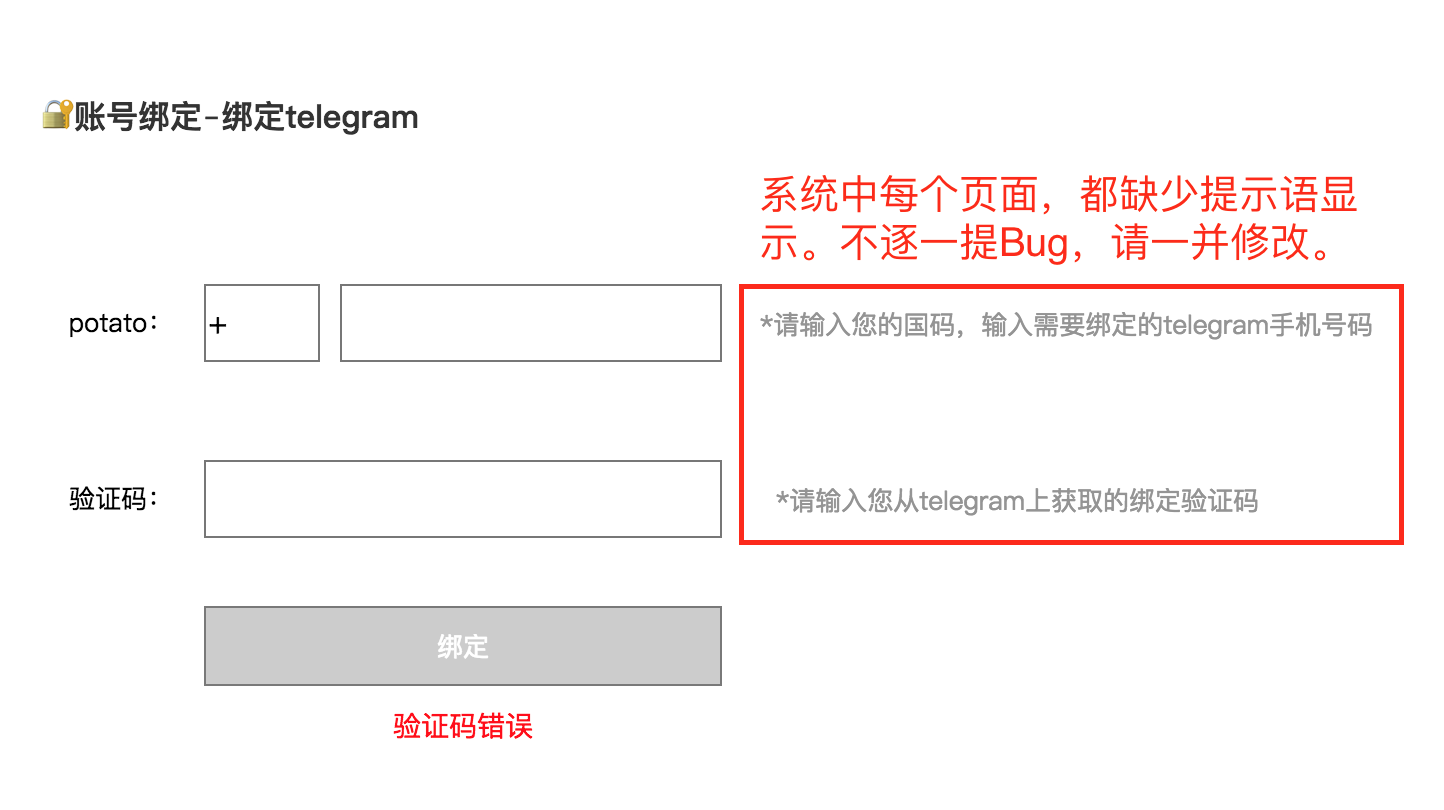 🔐账号绑定-绑定telegram
系统中每个页面，都缺少提示语显
示。不逐一提Bug，请一并修改。
potato： + *请输入您的国码，输入需要绑定的telegram手机号码
验证码： *请输入您从telegram上获取的绑定验证码
绑定
验证码错误